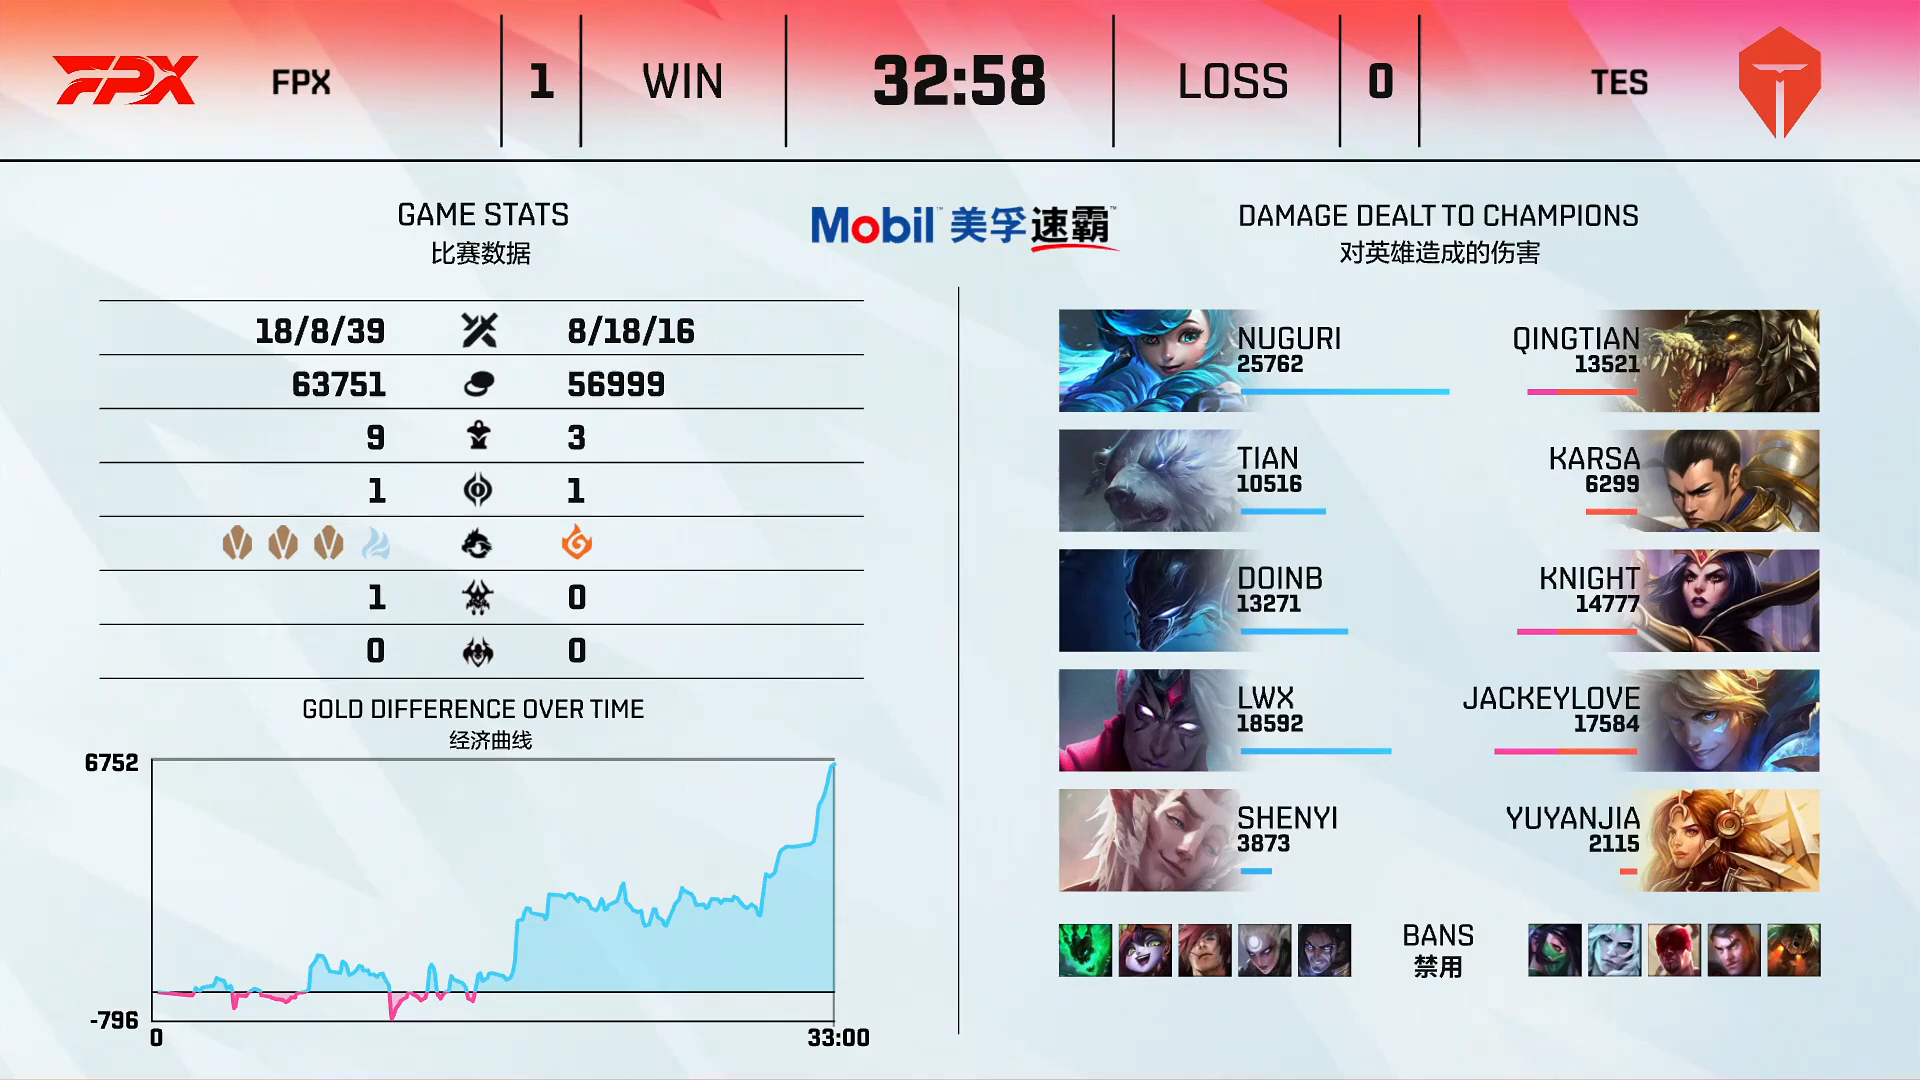 FPX FPX 1 WIN 32:58 LOSS 0 TES
GAME STATS
比赛数据
18/8/39 8/18/16
63751 56999
9 3
1 1
1 0
0 0
GOLD DIFFERENCE OVER TIME
经济曲线
6752
-796
0 33:00
Mobil™ 美孚速霸™
DAMAGE DEALT TO CHAMPIONS
对英雄造成的伤害
NUGURI QINGTIAN
25762 13521
TIAN KARSA
10516 6299
DOINB KNIGHT
13271 14777
LWX JACKEYLOVE
18592 17584
SHENYI YUYANJIA
3873 2115
BANS
禁用